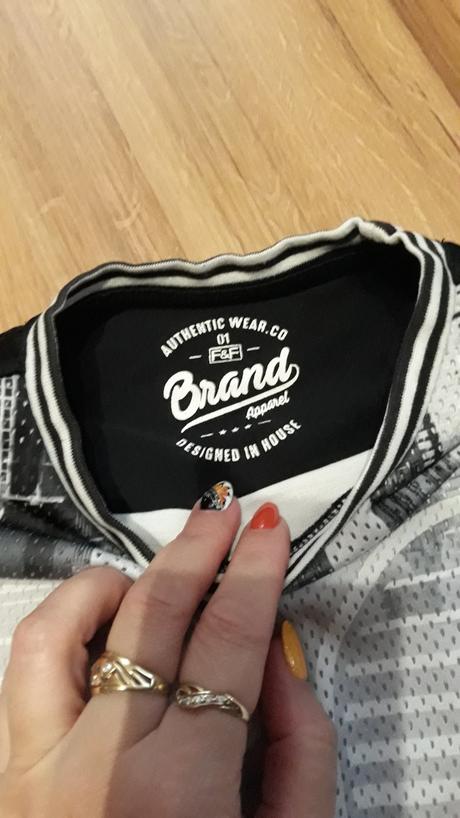 AUTHENTIC WEAR.CO
01
F&F
Brand
Apparel
DESIGNED IN HOUSE